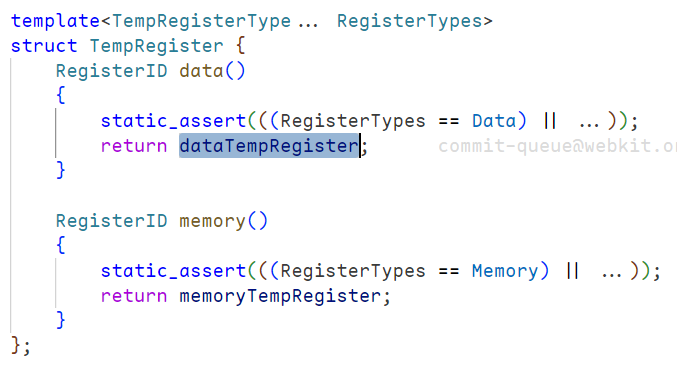 template<TempRegisterType... RegisterTypes>
struct TempRegister {
    RegisterID data()
    {
        static_assert(((RegisterTypes == Data) || ...));
        return dataTempRegister;      commit-queue@webkit.o
    }

    RegisterID memory()
    {
        static_assert(((RegisterTypes == Memory) || ...));
        return memoryTempRegister;
    }
};